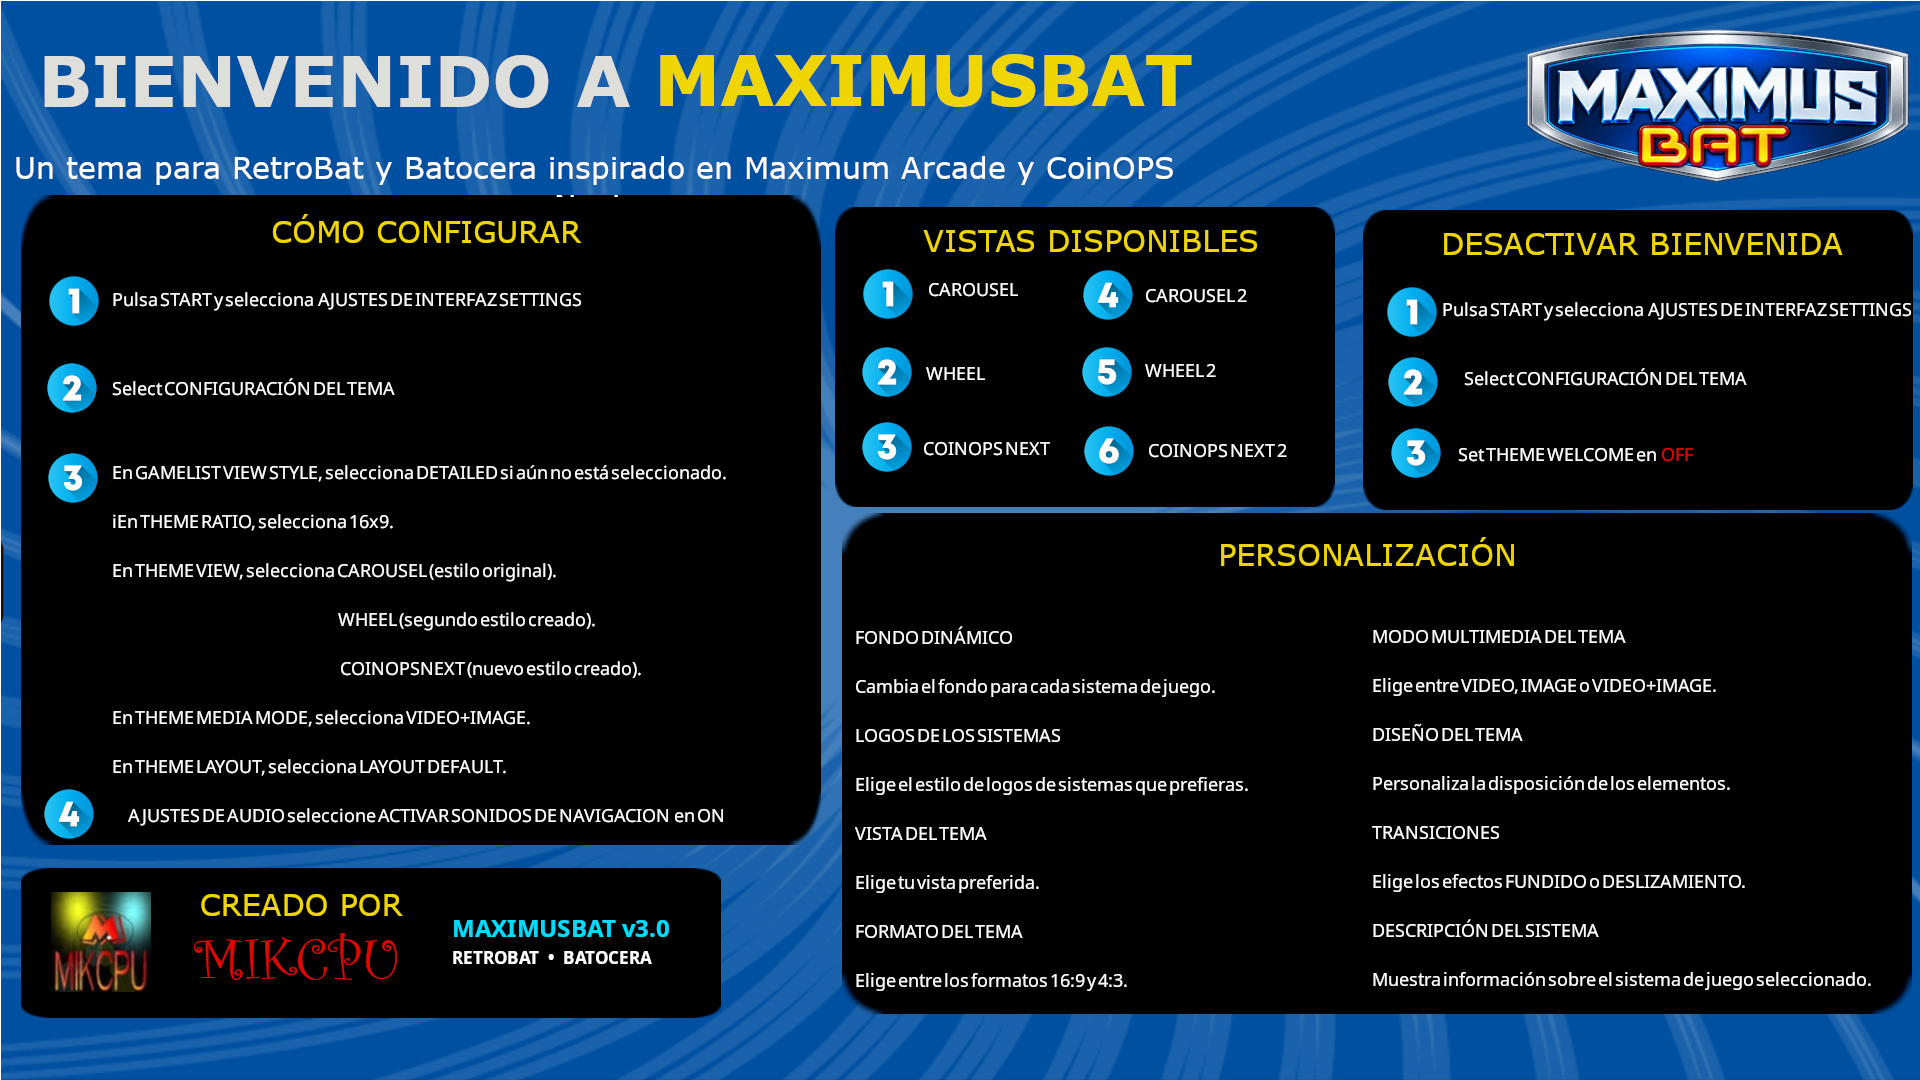 BIENVENIDO A MAXIMUSBAT
MAXIMUS
BAT
Un tema para RetroBat y Batocera inspirado en Maximum Arcade y CoinOPS
CÓMO CONFIGURAR
1 Pulsa START y selecciona AJUSTES DE INTERFAZ SETTINGS
2 Select CONFIGURACIÓN DEL TEMA
3 En GAMELIST VIEW STYLE, selecciona DETAILED si aún no está seleccionado.
iEn THEME RATIO, selecciona 16x9.
En THEME VIEW, selecciona CAROUSEL (estilo original).
WHEEL (segundo estilo creado).
COINOPSNEXT (nuevo estilo creado).
En THEME MEDIA MODE, selecciona VIDEO+IMAGE.
En THEME LAYOUT, selecciona LAYOUT DEFAULT.
4 AJUSTES DE AUDIO seleccione ACTIVAR SONIDOS DE NAVIGACION en ON
VISTAS DISPONIBLES
1 CAROUSEL
2 WHEEL
3 COINOPS NEXT
4 CAROUSEL 2
5 WHEEL 2
6 COINOPS NEXT 2
DESACTIVAR BIENVENIDA
1 Pulsa START y selecciona AJUSTES DE INTERFAZ SETTINGS
2 Select CONFIGURACIÓN DEL TEMA
3 Set THEME WELCOME en OFF
PERSONALIZACIÓN
FONDO DINÁMICO
Cambia el fondo para cada sistema de juego.
LOGOS DE LOS SISTEMAS
Elige el estilo de logos de sistemas que prefieras.
VISTA DEL TEMA
Elige tu vista preferida.
FORMATO DEL TEMA
Elige entre los formatos 16:9 y 4:3.
MODO MULTIMEDIA DEL TEMA
Elige entre VIDEO, IMAGE o VIDEO+IMAGE.
DISEÑO DEL TEMA
Personaliza la disposición de los elementos.
TRANSICIONES
Elige los efectos FUNDIDO o DESLIZAMIENTO.
DESCRIPCIÓN DEL SISTEMA
Muestra información sobre el sistema de juego seleccionado.
M
MIKCPU
CREADO POR
MIKCPU
MAXIMUSBAT v3.0
RETROBAT • BATOCERA